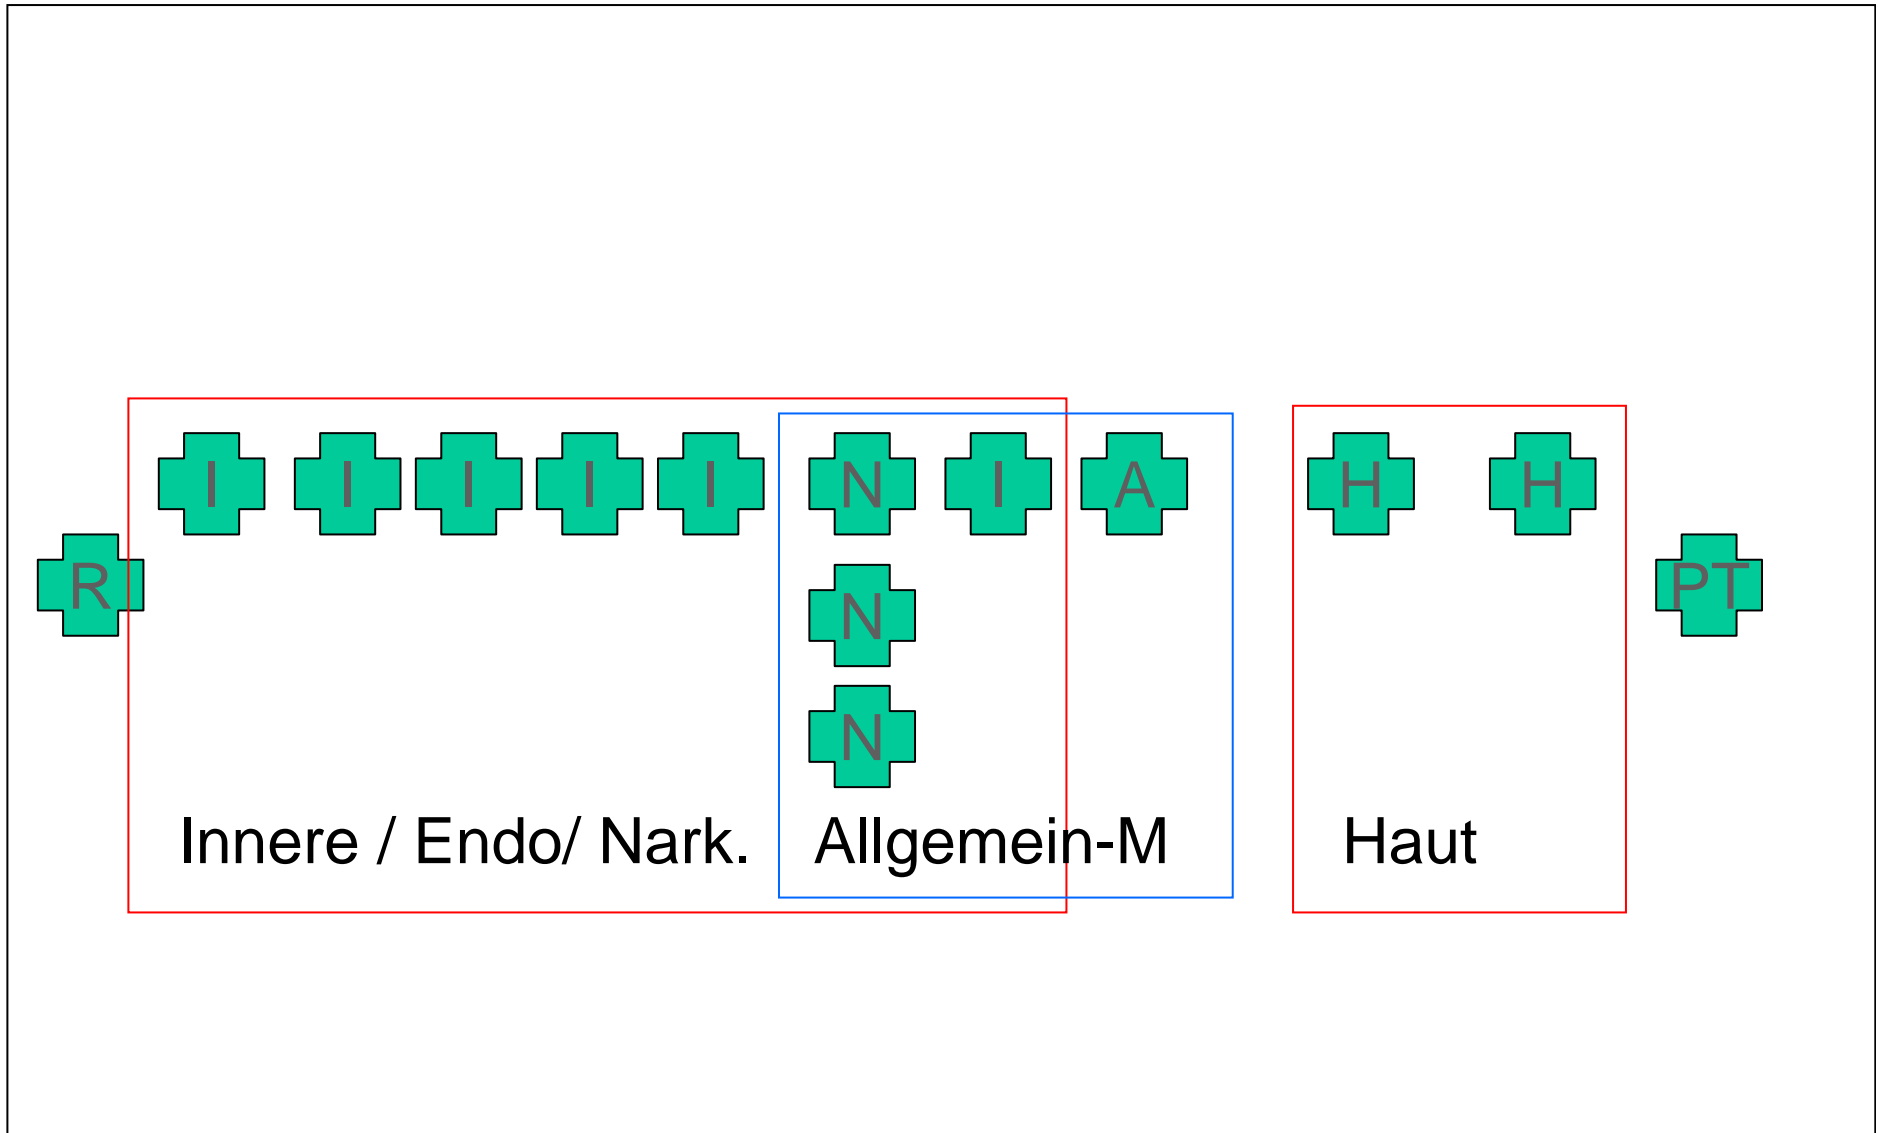 I I I I I N I A H H
R N PT
N
Innere / Endo/ Nark. Allgemein-M Haut